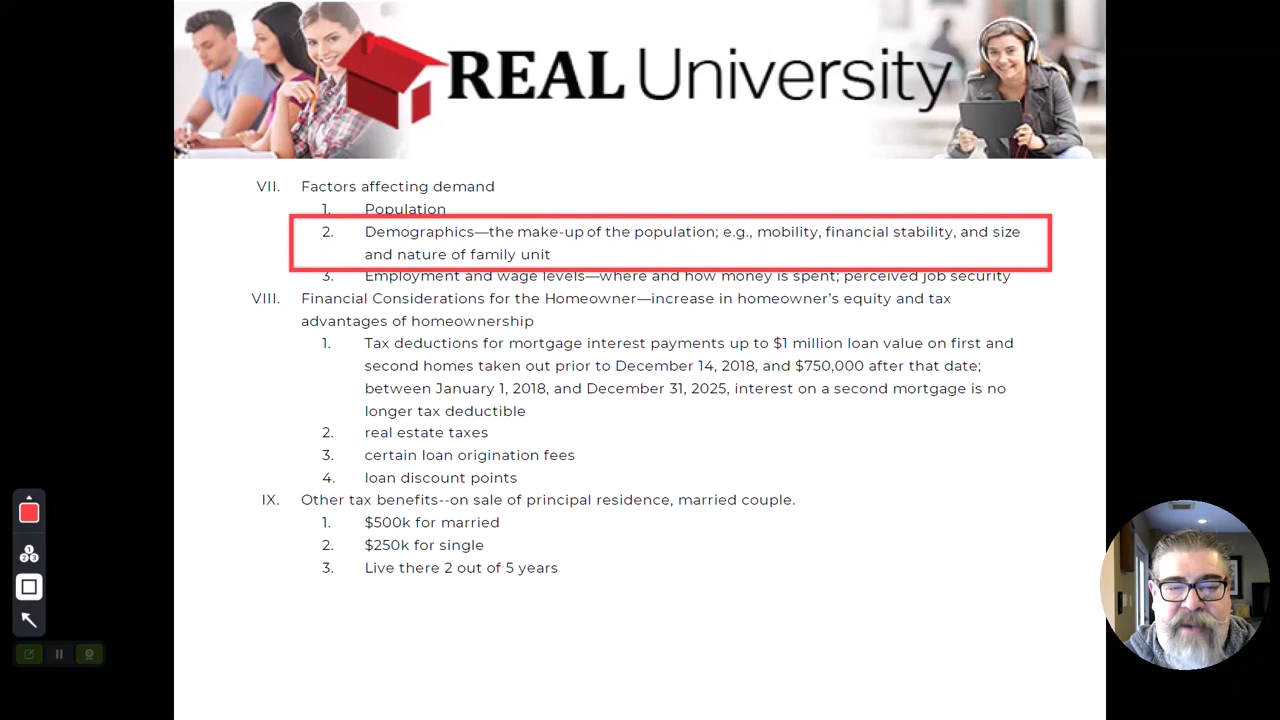 REAL University
VII. Factors affecting demand
1. Population
2. Demographics—the make-up of the population; e.g., mobility, financial stability, and size
and nature of family unit
3. Employment and wage levels—where and how money is spent; perceived job security
VIII. Financial Considerations for the Homeowner—increase in homeowner’s equity and tax
advantages of homeownership
1. Tax deductions for mortgage interest payments up to $1 million loan value on first and
second homes taken out prior to December 14, 2018, and $750,000 after that date;
between January 1, 2018, and December 31, 2025, interest on a second mortgage is no
longer tax deductible
2. real estate taxes
3. certain loan origination fees
4. loan discount points
IX. Other tax benefits--on sale of principal residence, married couple.
1. $500k for married
2. $250k for single
3. Live there 2 out of 5 years